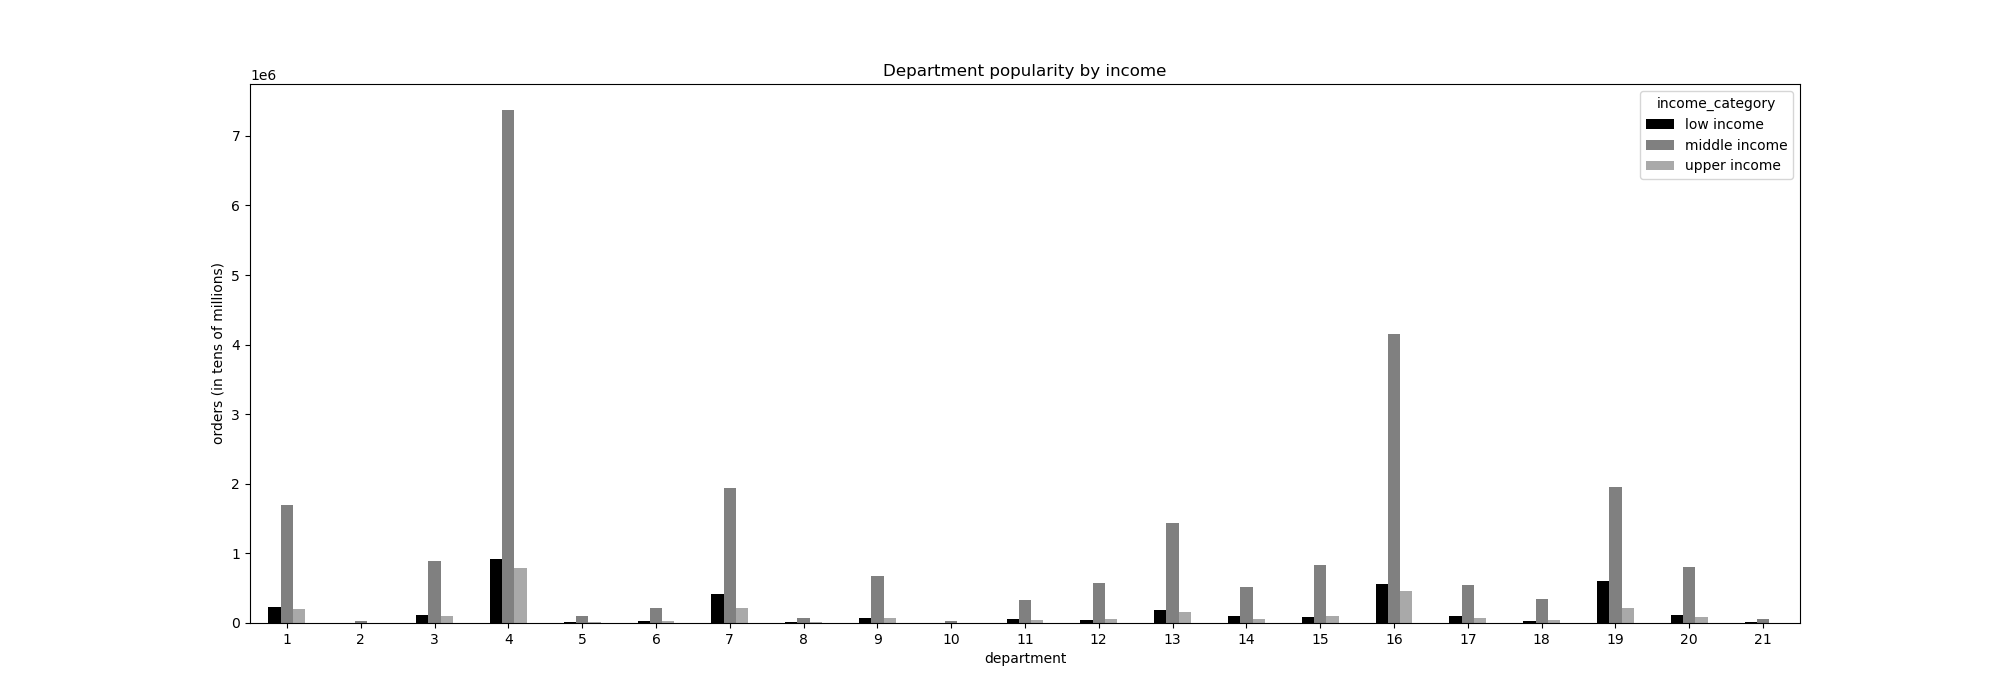 Department popularity by income
1e6
income_category
low income
middle income
upper income
7
6
5
4
3
2
1
0
orders (in tens of millions)
1 2 3 4 5 6 7 8 9 10 11 12 13 14 15 16 17 18 19 20 21
department